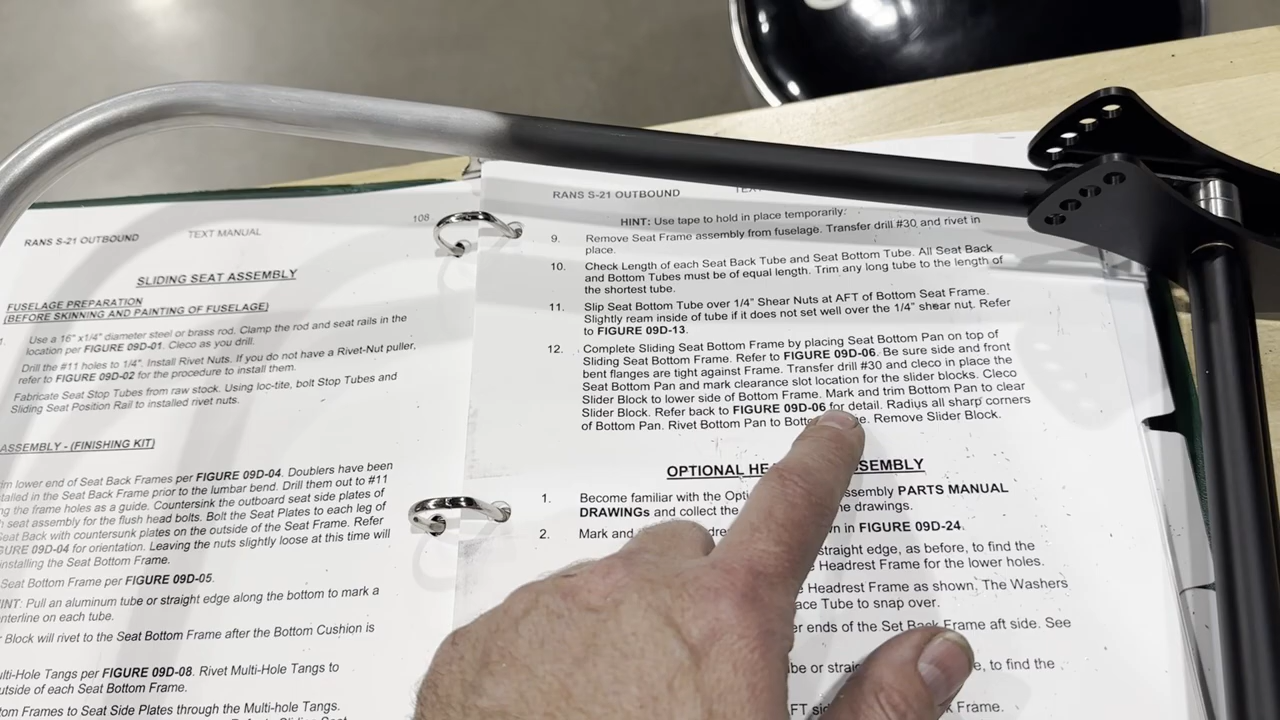 108
RANS S-21 OUTBOUND
TEXT MANUAL
SLIDING SEAT ASSEMBLY
FUSELAGE PREPARATION
(BEFORE SKINNING AND PAINTING OF FUSELAGE)
Use a 16" x1/4" diameter steel or brass rod. Clamp the rod and seat rails in the
location per FIGURE 09D-01. Cleco as you drill.
Drill the #11 holes to 1/4". Install Rivet Nuts. If you do not have a Rivet-Nut puller,
refer to FIGURE 09D-02 for the procedure to install them.
Fabricate Seat Stop Tubes from raw stock. Using loc-tite, bolt Stop Tubes and
Sliding Seat Position Rail to installed rivet nuts.
ASSEMBLY - (FINISHING KIT)
lower end of Seat Back Frames per FIGURE 09D-04. Doublers have been
in the Seat Back Frame prior to the lumbar bend. Drill them out to #11
the frame holes as a guide. Countersink the outboard seat side plates of
seat assembly for the flush head bolts. Bolt the Seat Plates to each leg of
Back with countersunk plates on the outside of the Seat Frame. Refer
09D-04 for orientation. Leaving the nuts slightly loose at this time will
installing the Seat Bottom Frame.
Seat Bottom Frame per FIGURE 09D-05.
Pull an aluminum tube or straight edge along the bottom to mark a
on each tube.
Block will rivet to the Seat Bottom Frame after the Bottom Cushion is
Tangs per FIGURE 09D-08. Rivet Multi-Hole Tangs to
of each Seat Bottom Frame.
Frames to Seat Side Plates through the Multi-hole Tangs.
RANS S-21 OUTBOUND
HINT: Use tape to hold in place temporarily.
9. Remove Seat Frame assembly from fuselage. Transfer drill #30 and rivet in
place.
10. Check Length of each Seat Back Tube and Seat Bottom Tube. All Seat Back
and Bottom Tubes must be of equal length. Trim any long tube to the length of
the shortest tube.
11. Slip Seat Bottom Tube over 1/4" Shear Nuts at AFT of Bottom Seat Frame.
Slightly ream inside of tube if it does not set well over the 1/4" shear nut. Refer
to FIGURE 09D-13.
12. Complete Sliding Seat Bottom Frame by placing Seat Bottom Pan on top of
Sliding Seat Bottom Frame. Refer to FIGURE 09D-06. Be sure side and front
bent flanges are tight against Frame. Transfer drill #30 and cleco in place the
Seat Bottom Pan and mark clearance slot location for the slider blocks. Cleco
Slider Block to lower side of Bottom Frame. Mark and trim Bottom Pan to clear
Slider Block. Refer back to FIGURE 09D-06 for detail. Radius all sharp corners
of Bottom Pan. Rivet Bottom Pan to Remove Slider Block.
OPTIONAL
1. Become familiar with the PARTS MANUAL
DRAWINGS and collect the drawings.
2. Mark and in FIGURE 09D-24.
straight edge, as before, to find the
Headrest Frame for the lower holes.
Headrest Frame as shown. The Washers
Tube to snap over.
ends of the Set Back Frame aft side. See
or to find the
Frame.